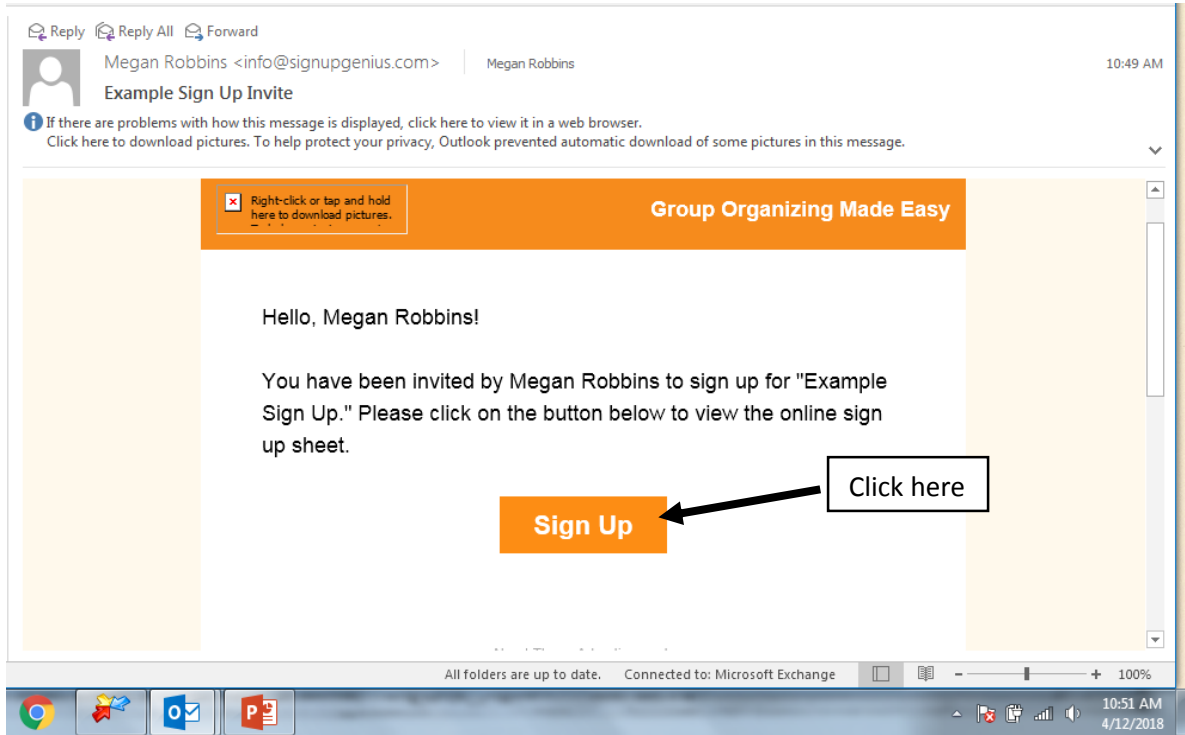 Reply Reply All Forward
Megan Robbins <info@signupgenius.com> Megan Robbins 10:49 AM
Example Sign Up Invite
If there are problems with how this message is displayed, click here to view it in a web browser.
Click here to download pictures. To help protect your privacy, Outlook prevented automatic download of some pictures in this message.
Right-click or tap and hold
here to download pictures.
Group Organizing Made Easy
Hello, Megan Robbins!
You have been invited by Megan Robbins to sign up for "Example
Sign Up." Please click on the button below to view the online sign
up sheet.
Click here
Sign Up
All folders are up to date. Connected to: Microsoft Exchange 100%
10:51 AM
4/12/2018